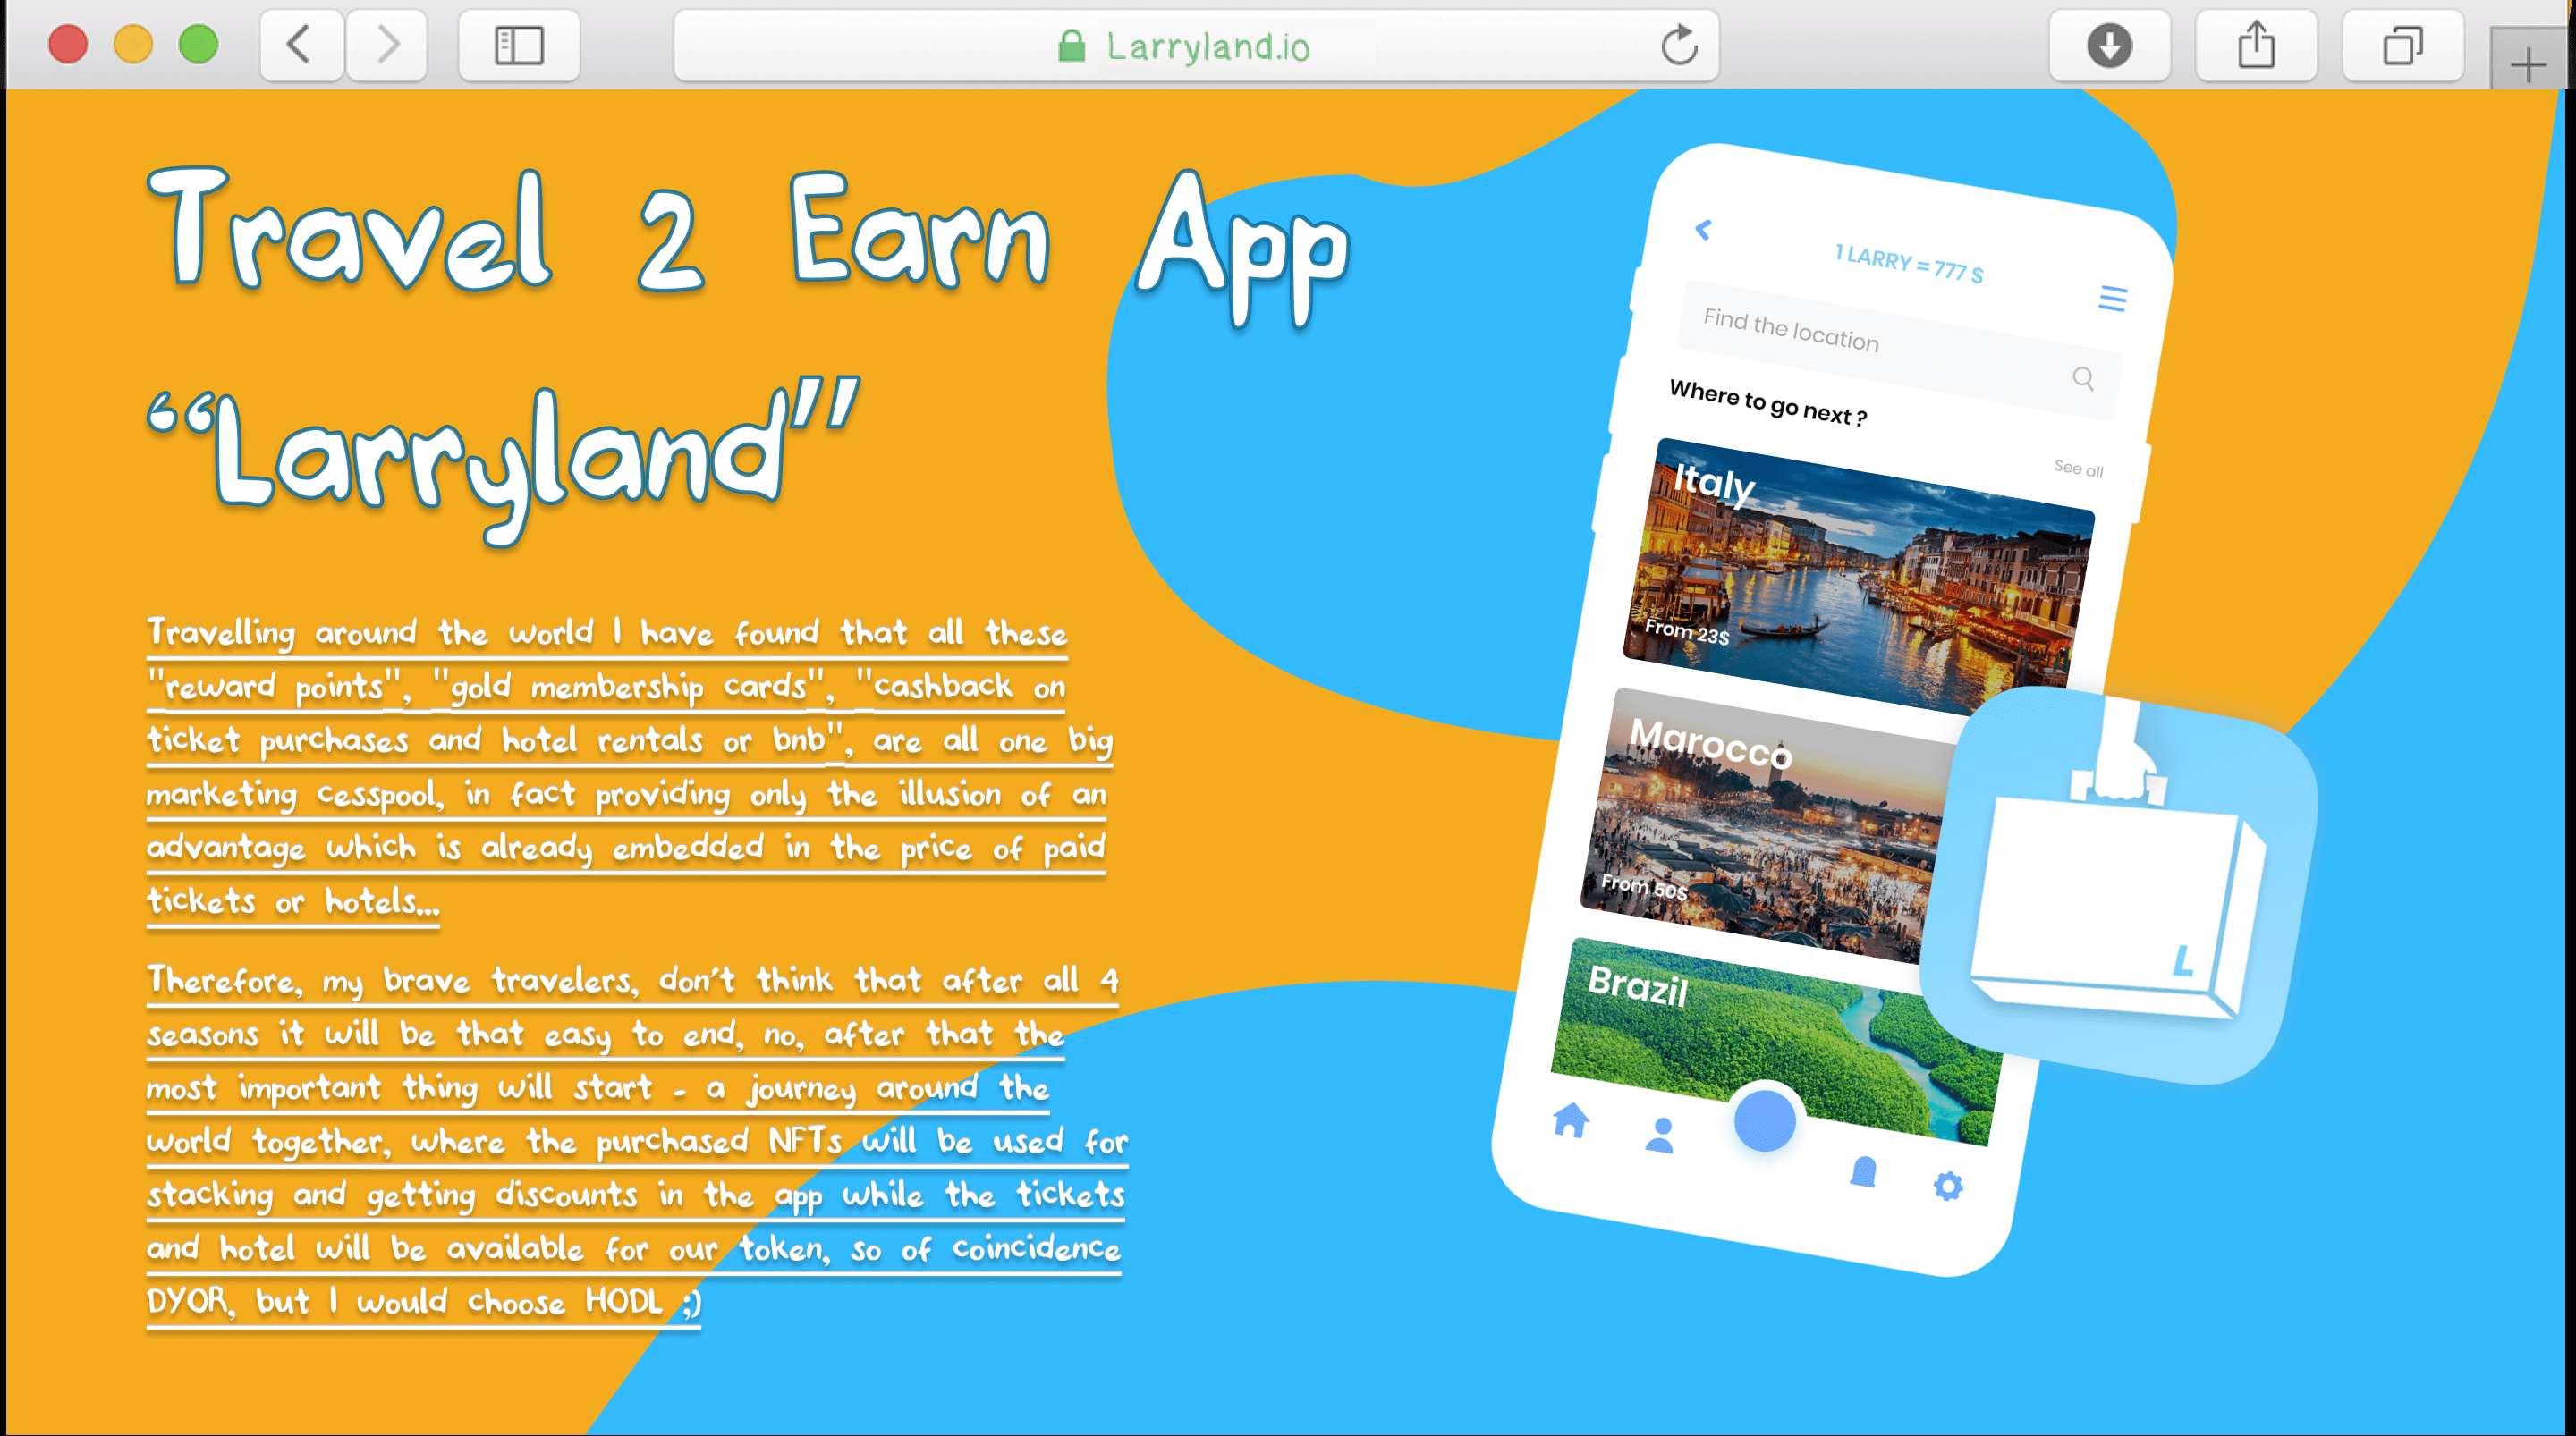 Larryland.io
Travel 2 Earn App
“Larryland”
Travelling around the world I have found that all these
"reward points", "gold membership cards", "cashback on
ticket purchases and hotel rentals or bnb", are all one big
marketing cesspool, in fact providing only the illusion of an
advantage which is already embedded in the price of paid
tickets or hotels...
Therefore, my brave travelers, don't think that after all 4
seasons it will be that easy to end, no, after that the
most important thing will start - a journey around the
world together, where the purchased NFTs will be used for
stacking and getting discounts in the app while the tickets
and hotel will be available for our token, so of coincidence
DYOR, but I would choose HODL ;)
1 LARRY = 777 $
Find the location
Where to go next ?
See all
Italy
From 23$
Marocco
From 50$
Brazil
L